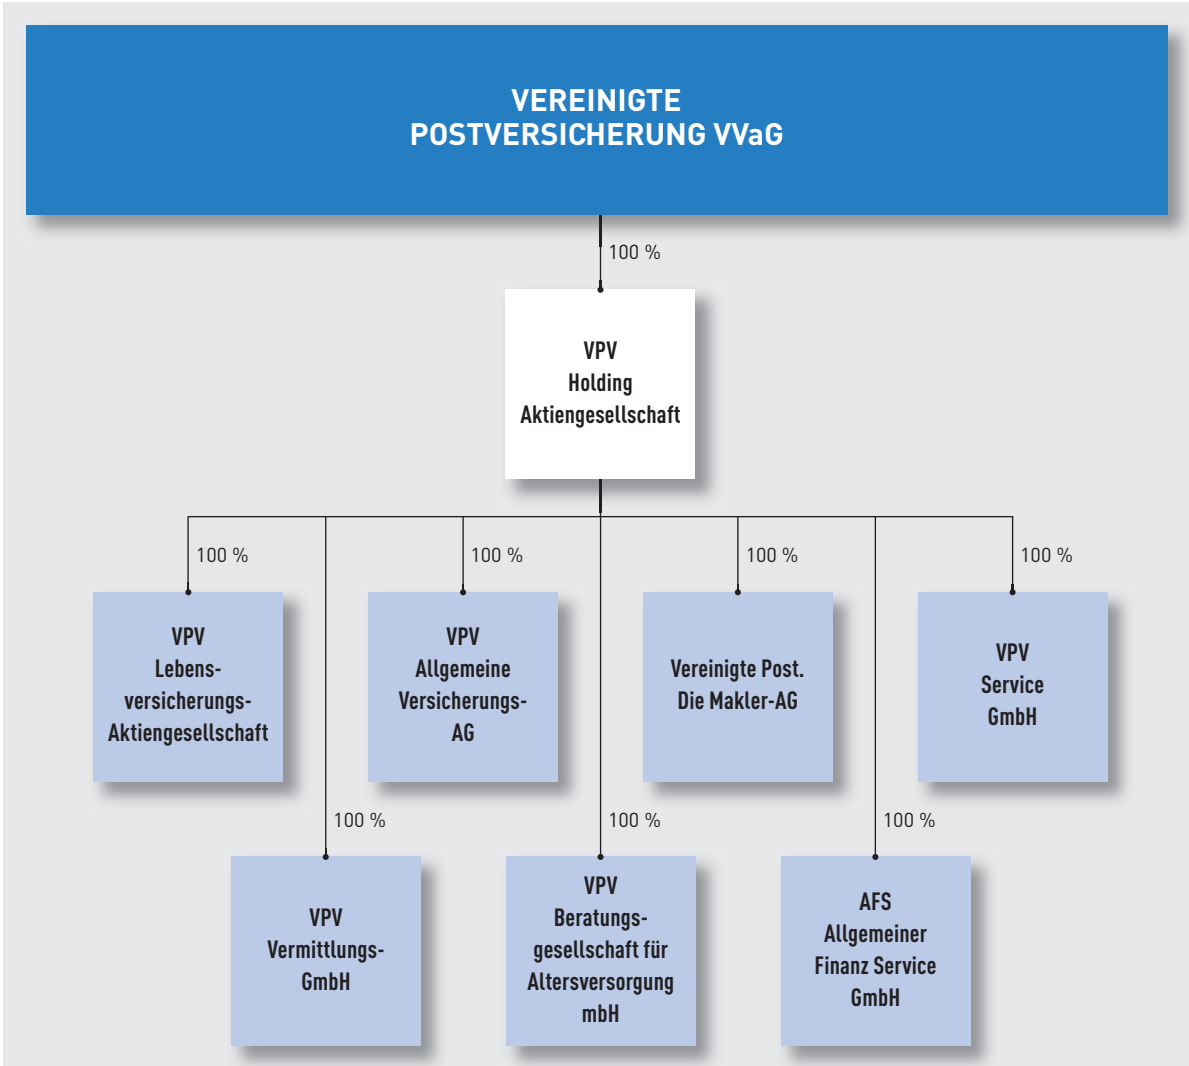 VEREINIGTE
POSTVERSICHERUNG VVaG
100 %
VPV
Holding
Aktiengesellschaft
100 %
100 %
100 %
100 %
VPV
Lebens-
versicherungs-
Aktiengesellschaft
VPV
Allgemeine
Versicherungs-
AG
Vereinigte Post.
Die Makler-AG
VPV
Service
GmbH
100 %
100 %
100 %
VPV
Vermittlungs-
GmbH
VPV
Beratungs-
gesellschaft für
Altersversorgung
mbH
AFS
Allgemeiner
Finanz Service
GmbH